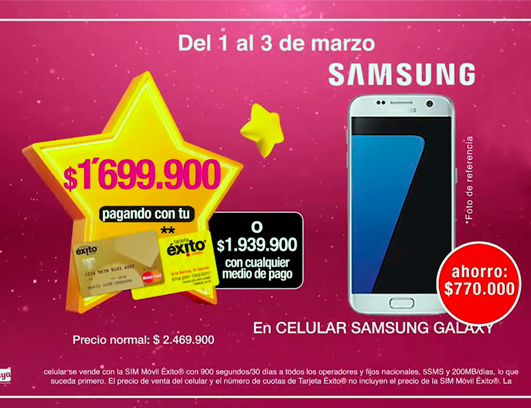 Del 1 al 3 de marzo
SAMSUNG
$1'699.900
pagando con tu
**
éxito
éxito
O
$1.939.900
con cualquier
medio de pago
*Foto de referencia
ahorro:
$770.000
En CELULAR SAMSUNG GALAXY
Precio normal: $ 2.469.900
celular se vende con la SIM Móvil Éxito® con 900 segundos/30 días a todos los operadores y fijos nacionales, 5SMS y 200MB/días, lo que
suceda primero. El precio de venta del celular y el número de cuotas de Tarjeta Éxito® no incluyen el precio de la SIM Móvil Éxito®. La